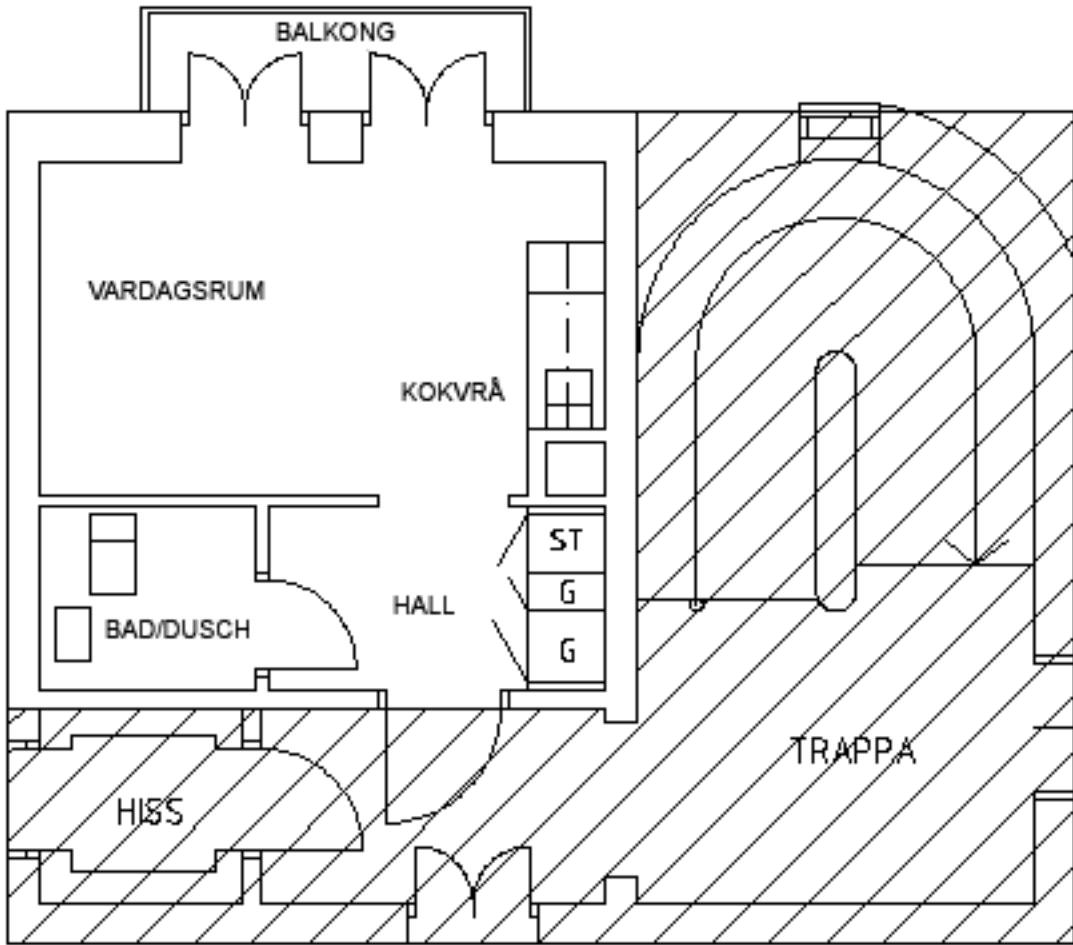 BALKONG
VARDAGSRUM
KOKVRÅ
ST
G
HALL
BAD/DUSCH
G
TRAPPA
HISS